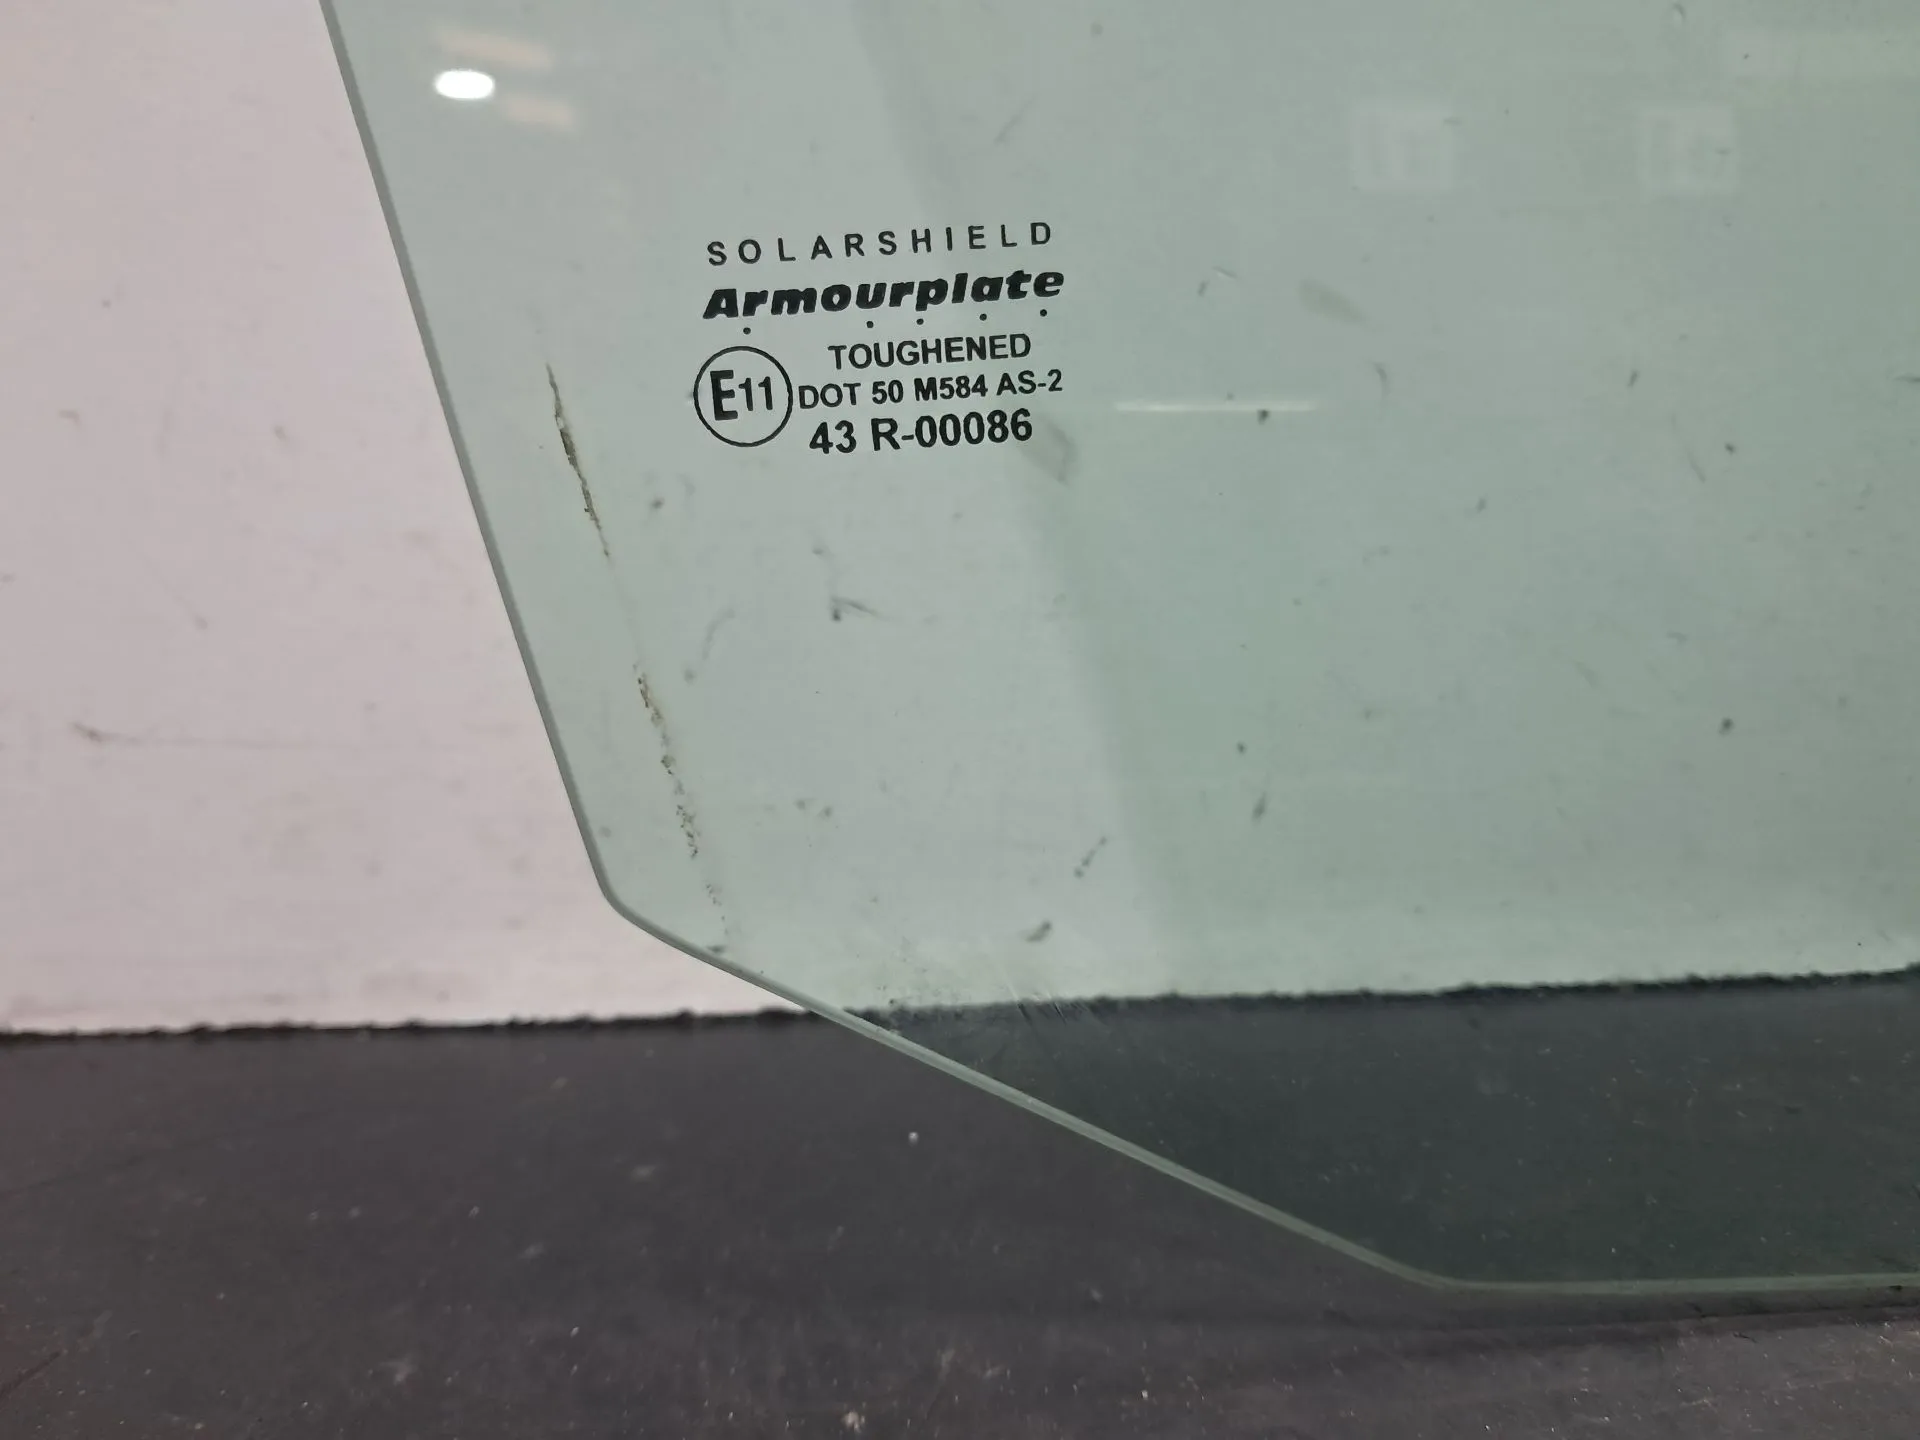 SOLARSHIELD
Armourplate
TOUGHENED
E11 DOT 50 M584 AS-2
43 R-00086